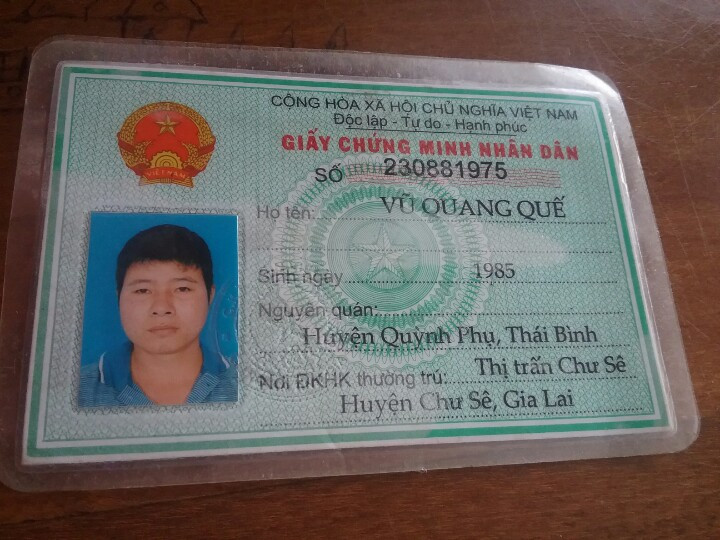 CỘNG HÒA XÃ HỘI CHỦ NGHĨA VIỆT NAM
Độc lập - Tự do - Hạnh phúc
GIẤY CHỨNG MINH NHÂN DÂN
SỐ 230881975
Họ tên: VŨ QUANG QUẾ
Sinh ngày 1985
Nguyên quán:
Huyện Quỳnh Phụ, Thái Bình
Nơi ĐKHK thường trú: Thị trấn Chư Sê
Huyện Chư Sê, Gia Lai
VIỆT NAM